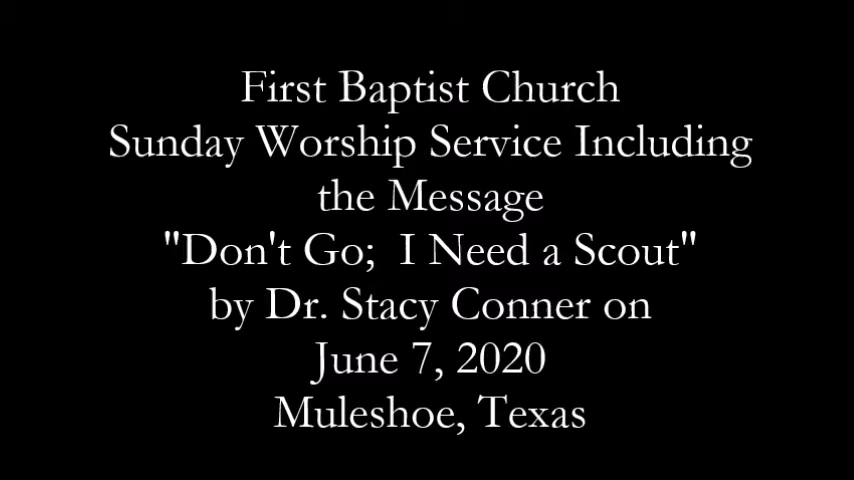 First Baptist Church
Sunday Worship Service Including
the Message
"Don't Go;  I Need a Scout"
by Dr. Stacy Conner on
June 7, 2020
Muleshoe, Texas